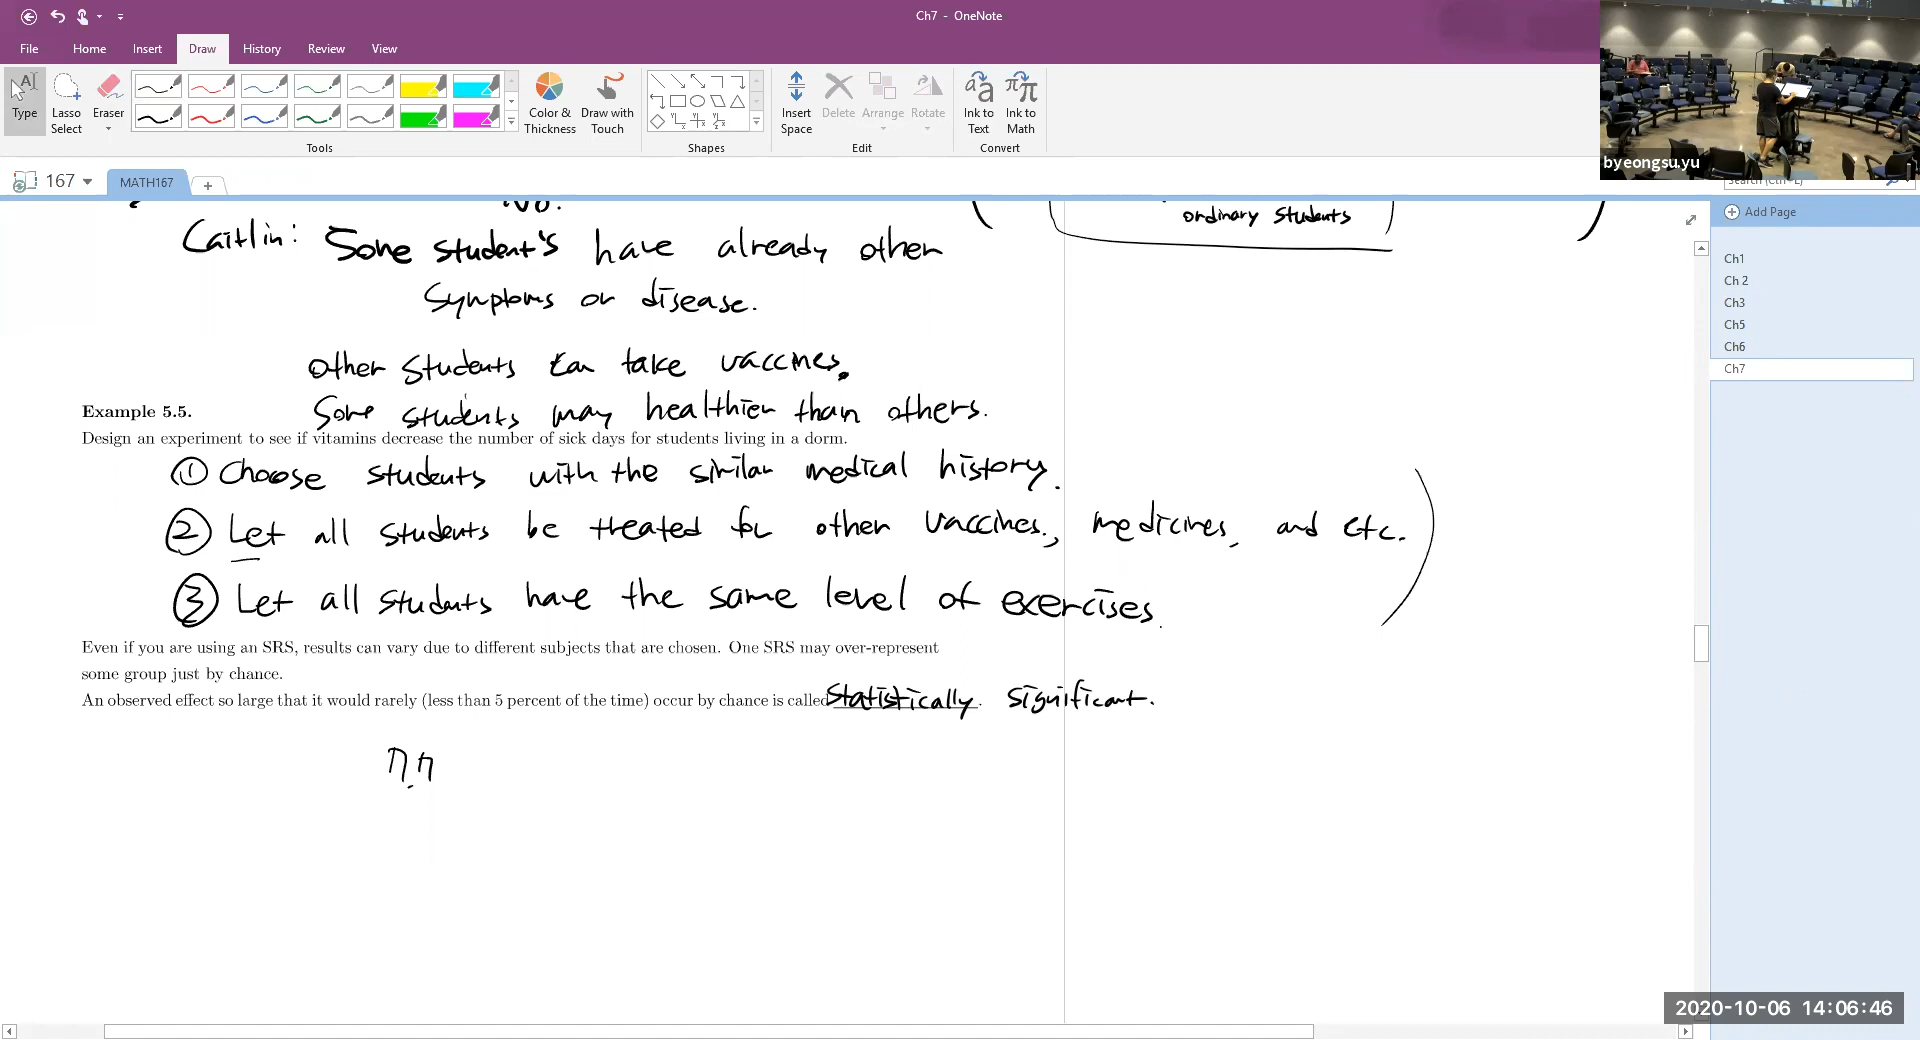 Ch7 - OneNote
File Home Insert Draw History Review View
Type Lasso Select Eraser Color & Thickness Draw with Touch Insert Space Delete Arrange Rotate Ink to Text Ink to Math
Tools Shapes Edit Convert
byeongsu.yu
167 MATH167
Search (Ctrl+E)
Add Page
Ch1
Ch 2
Ch3
Ch5
Ch6
Ch7
No.
ordinary students
Caitlin: Some student's have already other
symptoms or disease.
Other students can take vaccines.
Example 5.5.
Some students may healthier than others.
Design an experiment to see if vitamins decrease the number of sick days for students living in a dorm.
① Choose students with the similar medical history.
② Let all students be treated for other vaccines, medicines, and etc.
③ Let all students have the same level of exercises.
Even if you are using an SRS, results can vary due to different subjects that are chosen. One SRS may over-represent
some group just by chance.
An observed effect so large that it would rarely (less than 5 percent of the time) occur by chance is called statistically significant.
2020-10-06 14:06:46